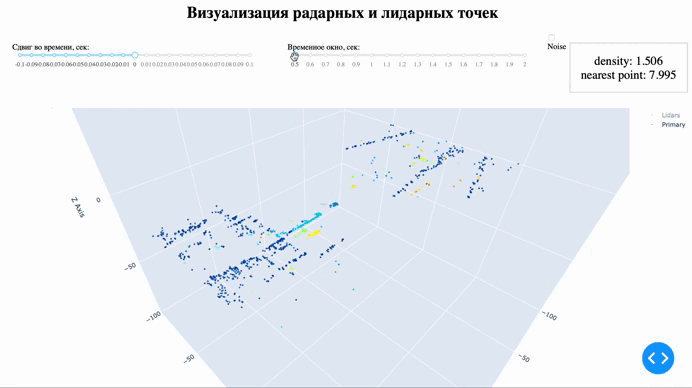 Визуализация радарных и лидарных точек
Сдвиг во времени, сек:
-0.1-0.09-0.08-0.07-0.06-0.05-0.04-0.03-0.02-0.01 0 0.01 0.02 0.03 0.04 0.05 0.06 0.07 0.08 0.09 0.1
Временное окно, сек:
0.5 0.6 0.7 0.8 0.9 1 1.1 1.2 1.3 1.4 1.5 1.6 1.7 1.8 1.9 2
Noise
density: 1.506
nearest point: 7.995
Lidars
Primary
Z Axis
0
−50
−100
−50
−100
−50